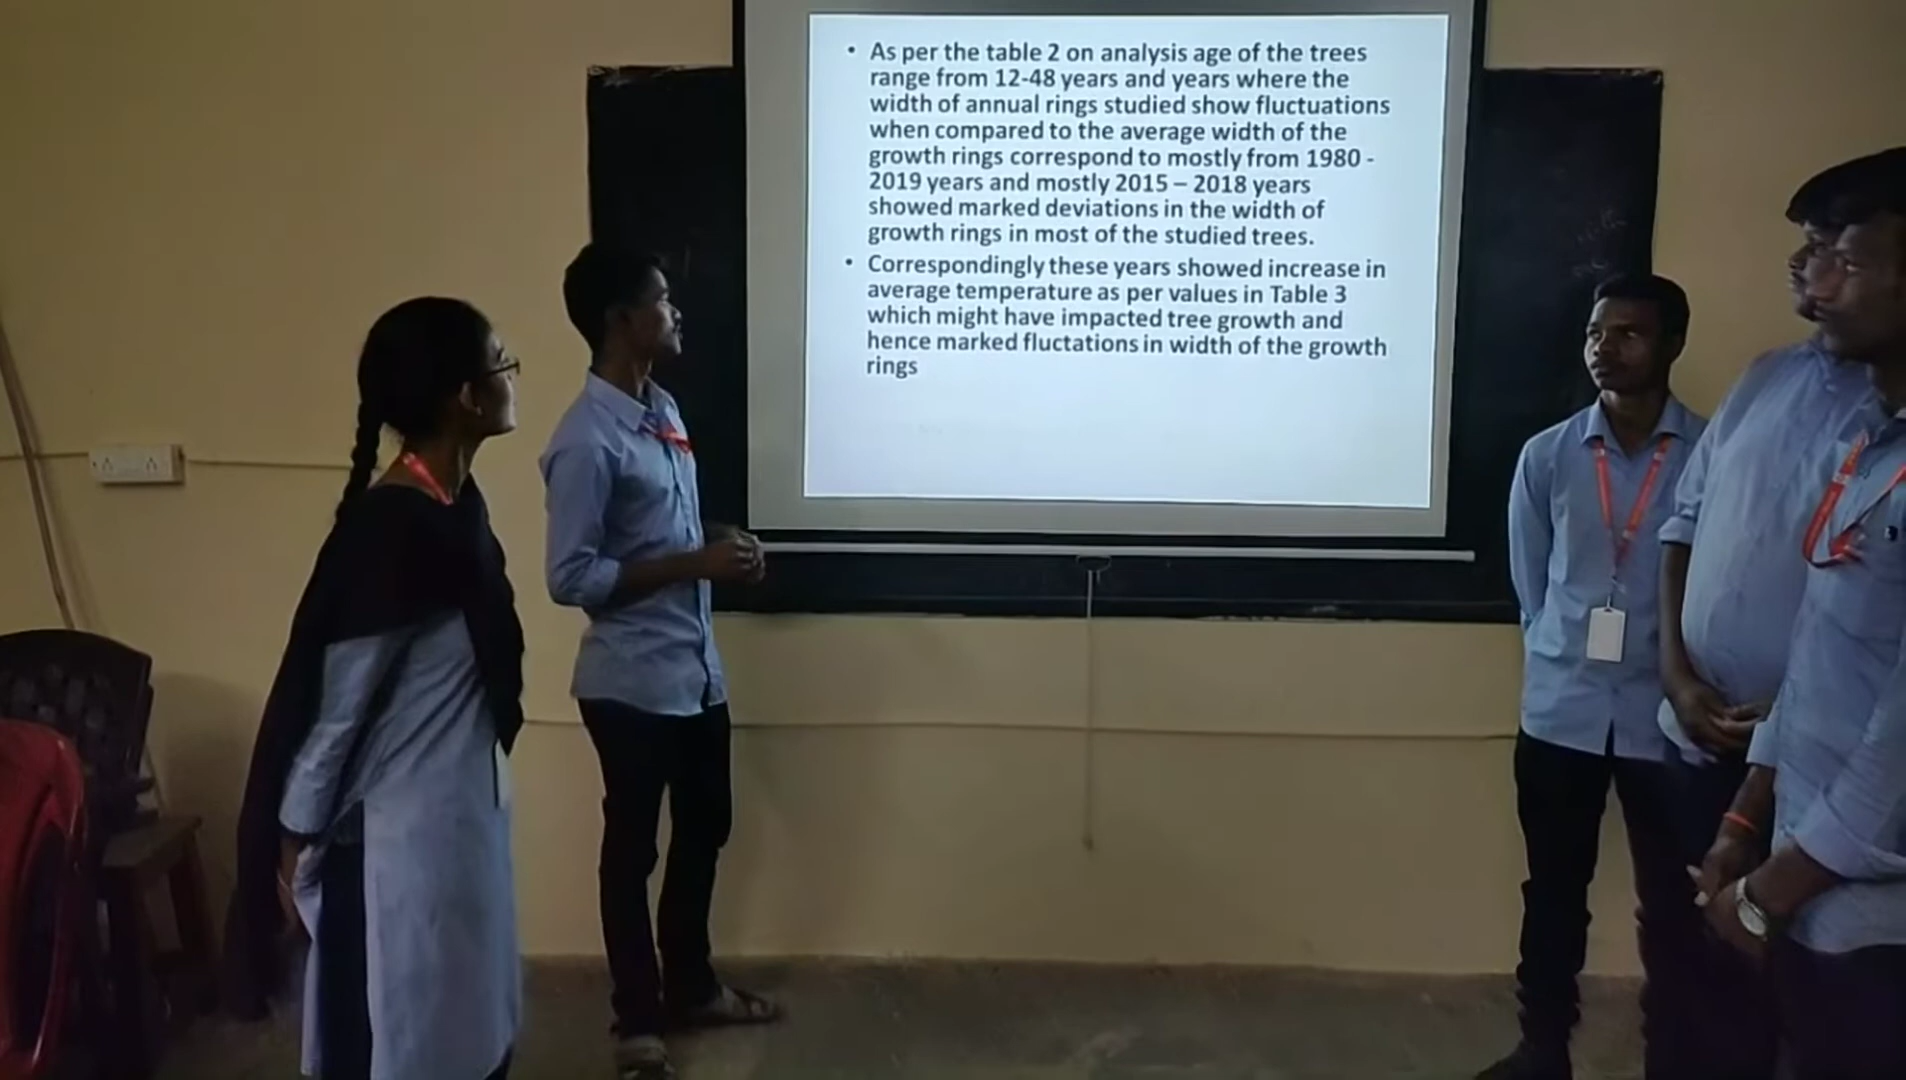 • As per the table 2 on analysis age of the trees
range from 12-48 years and years where the
width of annual rings studied show fluctuations
when compared to the average width of the
growth rings correspond to mostly from 1980 -
2019 years and mostly 2015 – 2018 years
showed marked deviations in the width of
growth rings in most of the studied trees.
• Correspondingly these years showed increase in
average temperature as per values in Table 3
which might have impacted tree growth and
hence marked fluctations in width of the growth
rings